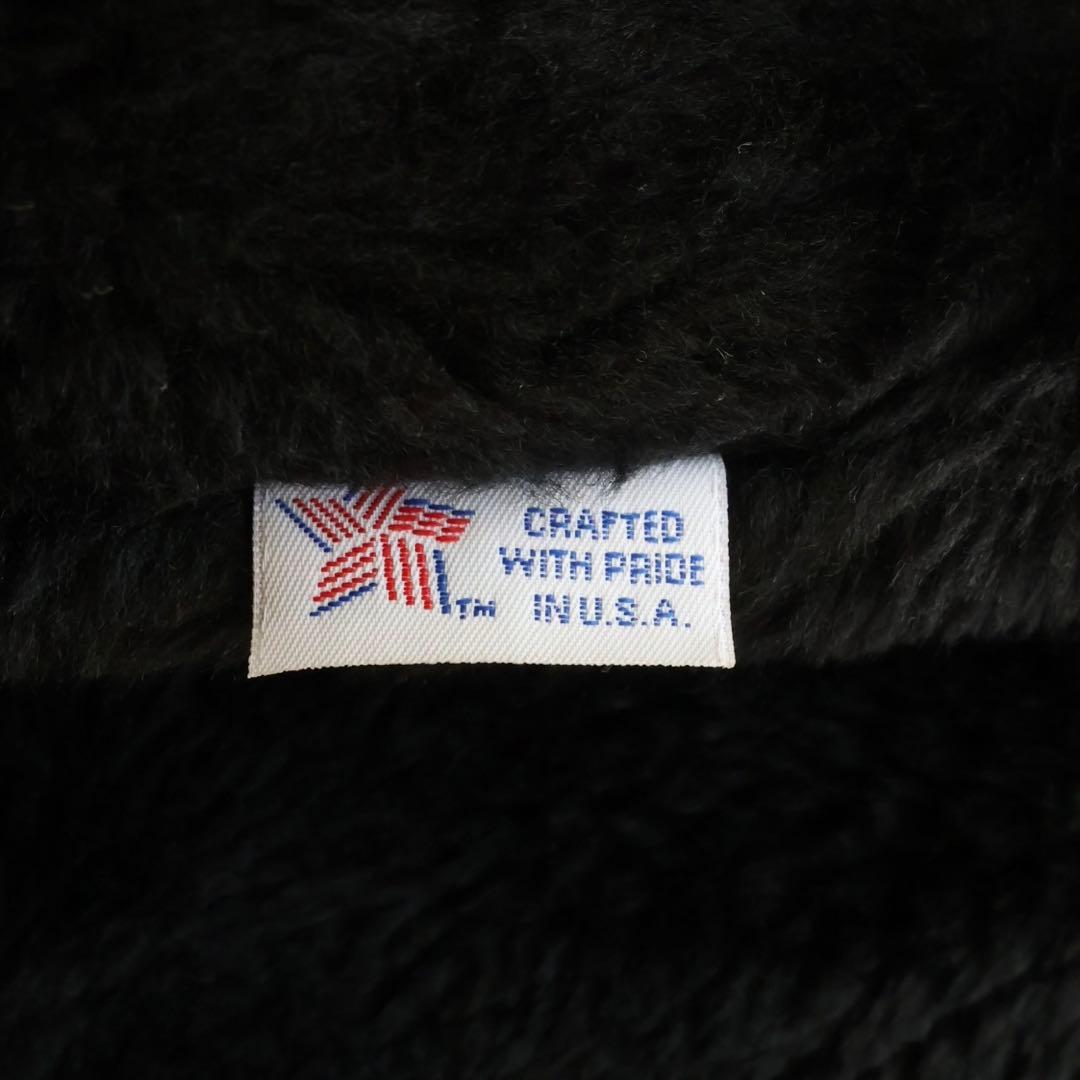 CRAFTED
WITH PRIDE
IN U.S.A.
TM